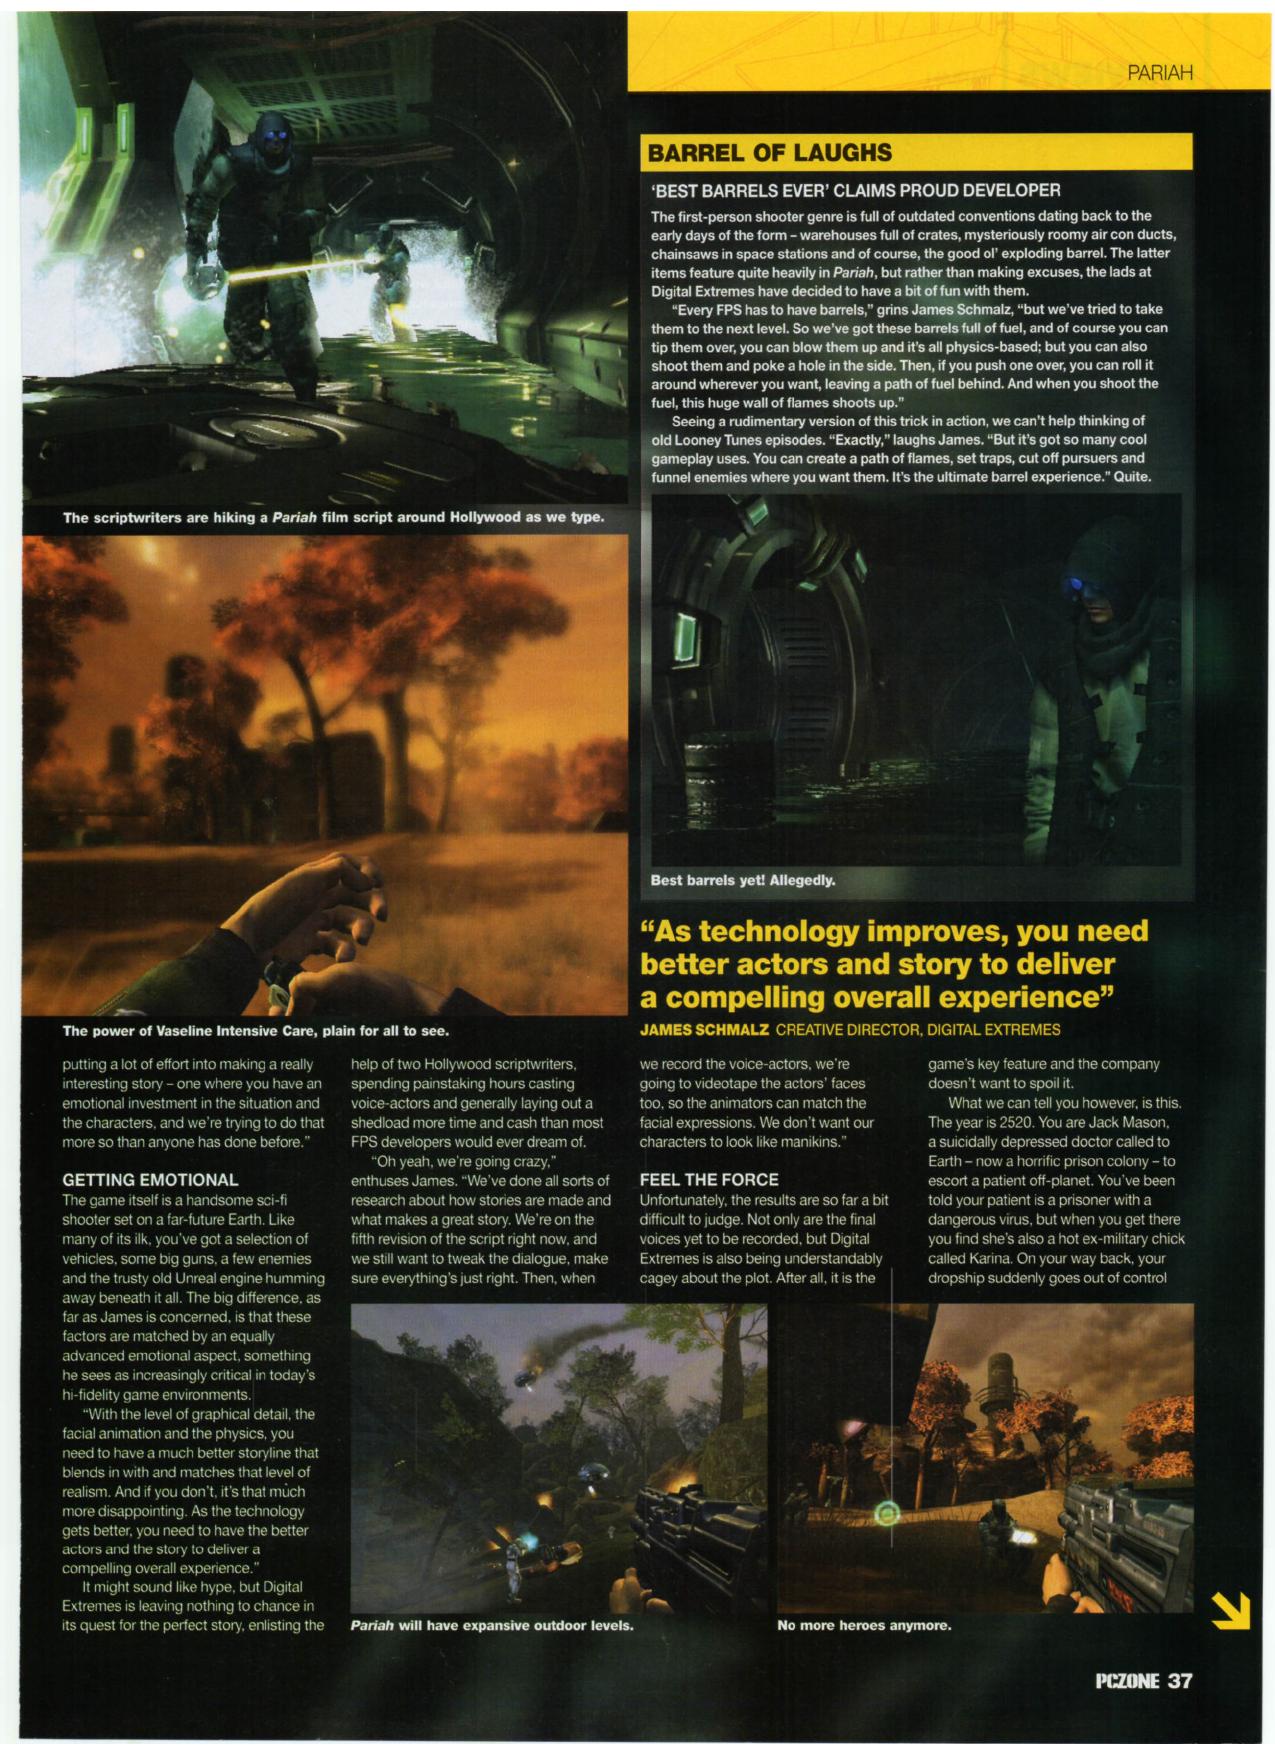 PARIAH
BARREL OF LAUGHS
‘BEST BARRELS EVER’ CLAIMS PROUD DEVELOPER
The first-person shooter genre is full of outdated conventions dating back to the
early days of the form – warehouses full of crates, mysteriously roomy air con ducts,
chainsaws in space stations and of course, the good ol’ exploding barrel. The latter
items feature quite heavily in Pariah, but rather than making excuses, the lads at
Digital Extremes have decided to have a bit of fun with them.
“Every FPS has to have barrels,” grins James Schmalz, “but we’ve tried to take
them to the next level. So we’ve got these barrels full of fuel, and of course you can
tip them over, you can blow them up and it’s all physics-based; but you can also
shoot them and poke a hole in the side. Then, if you push one over, you can roll it
around wherever you want, leaving a path of fuel behind. And when you shoot the
fuel, this huge wall of flames shoots up.”
Seeing a rudimentary version of this trick in action, we can’t help thinking of
old Looney Tunes episodes. “Exactly,” laughs James. “But it’s got so many cool
gameplay uses. You can create a path of flames, set traps, cut off pursuers and
funnel enemies where you want them. It’s the ultimate barrel experience.” Quite.
The scriptwriters are hiking a Pariah film script around Hollywood as we type.
Best barrels yet! Allegedly.
“As technology improves, you need
better actors and story to deliver
a compelling overall experience”
JAMES SCHMALZ CREATIVE DIRECTOR, DIGITAL EXTREMES
The power of Vaseline Intensive Care, plain for all to see.
putting a lot of effort into making a really
interesting story – one where you have an
emotional investment in the situation and
the characters, and we’re trying to do that
more so than anyone has done before.”
GETTING EMOTIONAL
The game itself is a handsome sci-fi
shooter set on a far-future Earth. Like
many of its ilk, you’ve got a selection of
vehicles, some big guns, a few enemies
and the trusty old Unreal engine humming
away beneath it all. The big difference, as
far as James is concerned, is that these
factors are matched by an equally
advanced emotional aspect, something
he sees as increasingly critical in today’s
hi-fidelity game environments.
“With the level of graphical detail, the
facial animation and the physics, you
need to have a much better storyline that
blends in with and matches that level of
realism. And if you don’t, it’s that much
more disappointing. As the technology
gets better, you need to have the better
actors and the story to deliver a
compelling overall experience.”
It might sound like hype, but Digital
Extremes is leaving nothing to chance in
its quest for the perfect story, enlisting the
help of two Hollywood scriptwriters,
spending painstaking hours casting
voice-actors and generally laying out a
shedload more time and cash than most
FPS developers would ever dream of.
“Oh yeah, we’re going crazy,”
enthuses James. “We’ve done all sorts of
research about how stories are made and
what makes a great story. We’re on the
fifth revision of the script right now, and
we still want to tweak the dialogue, make
sure everything’s just right. Then, when
we record the voice-actors, we’re
going to videotape the actors’ faces
too, so the animators can match the
facial expressions. We don’t want our
characters to look like manikins.”
FEEL THE FORCE
Unfortunately, the results are so far a bit
difficult to judge. Not only are the final
voices yet to be recorded, but Digital
Extremes is also being understandably
cagey about the plot. After all, it is the
game’s key feature and the company
doesn’t want to spoil it.
What we can tell you however, is this.
The year is 2520. You are Jack Mason,
a suicidally depressed doctor called to
Earth – now a horrific prison colony – to
escort a patient off-planet. You’ve been
told your patient is a prisoner with a
dangerous virus, but when you get there
you find she’s also a hot ex-military chick
called Karina. On your way back, your
dropship suddenly goes out of control
Pariah will have expansive outdoor levels.
No more heroes anymore.
PCZONE 37